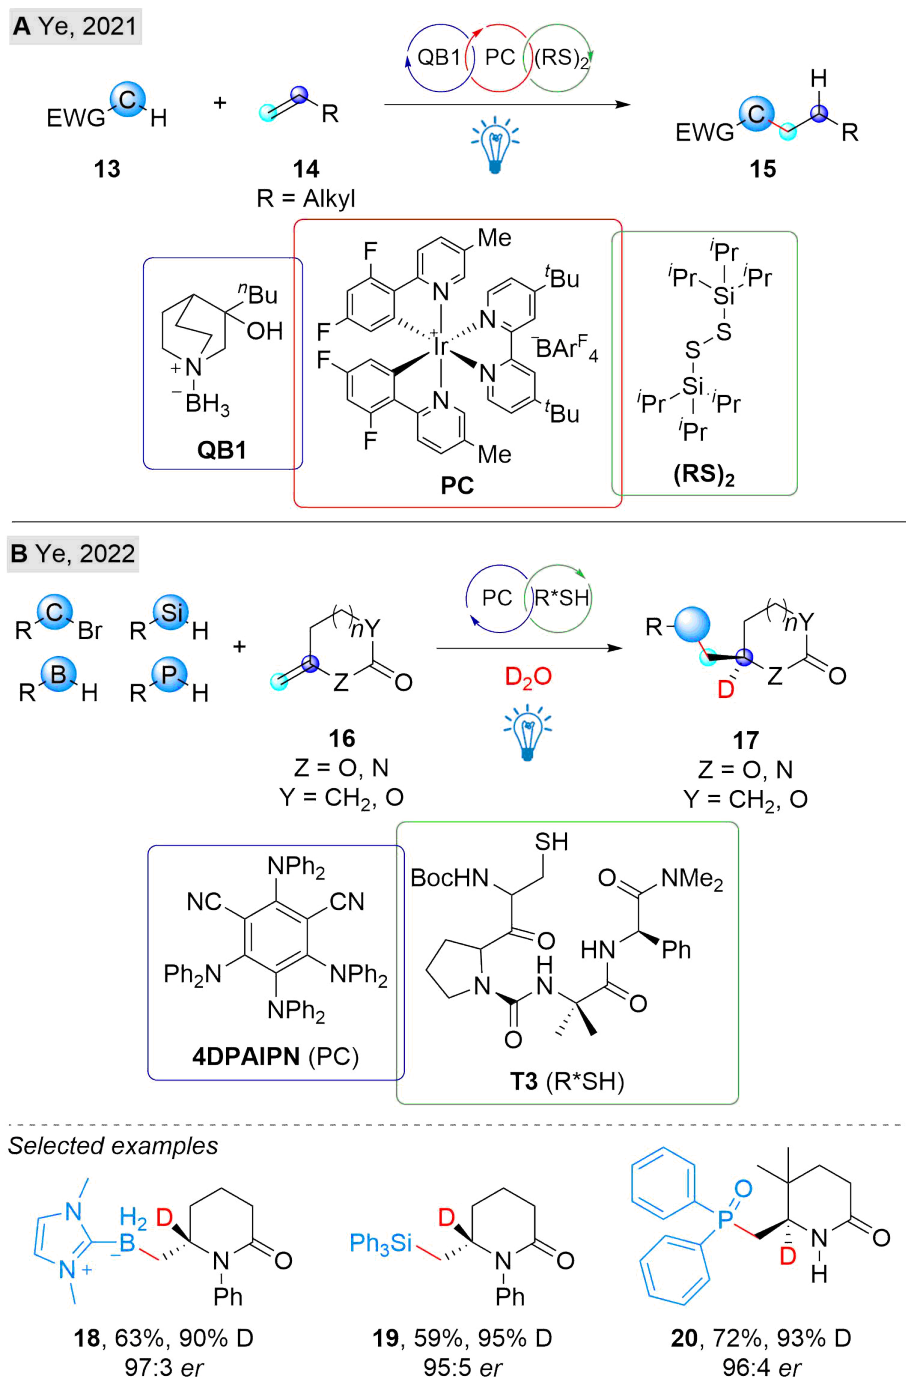 A Ye, 2021
QB1 PC (RS)2
EWG C H + R
EWG C H R
13 14 15
R = Alkyl
nBu
OH
N
+
−
BH3
QB1
F
F
F
F
Me
Me
N
N
N
N
+
Ir
tBu
tBu
−BArF4
PC
iPr
iPr
iPr
Si
S
S
Si
iPr
iPr
iPr
(RS)2
B Ye, 2022
PC R*SH
R C Br R Si H
R B H R P H
+
( )n Y
Z O
D2O
R
( )n Y
D Z O
16
Z = O, N
Y = CH2, O
17
Z = O, N
Y = CH2, O
NPh2
NC CN
Ph2N NPh2
NPh2
4DPAIPN (PC)
SH
BocHN
O
O NMe2
HN Ph
N
H
N
O
O
T3 (R*SH)
Selected examples
N
N
+
H2
B
−
D
N O
Ph
18, 63%, 90% D
97:3 er
Ph3Si
D
N O
Ph
19, 59%, 95% D
95:5 er
O
P
D
N
H
O
20, 72%, 93% D
96:4 er